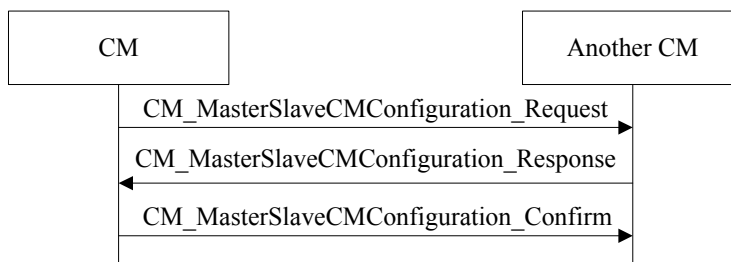 CM
Another CM
CM_MasterSlaveCMConfiguration_Request
CM_MasterSlaveCMConfiguration_Response
CM_MasterSlaveCMConfiguration_Confirm